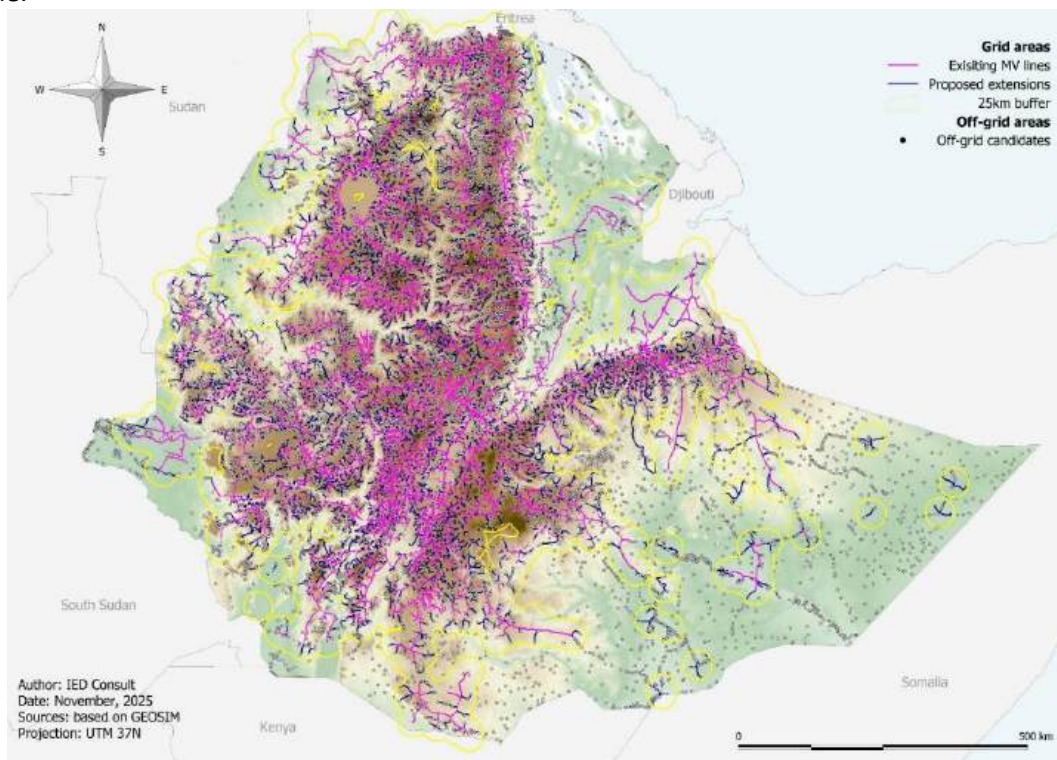 N
W
E
S
Eritrea
Sudan
Djibouti
South Sudan
Kenya
Somalia
Grid areas
Exisiting MV lines
Proposed extensions
25km buffer
Off-grid areas
Off-grid candidates
Author: IED Consult
Date: November, 2025
Sources: based on GEOSIM
Projection: UTM 37N
0
500 km